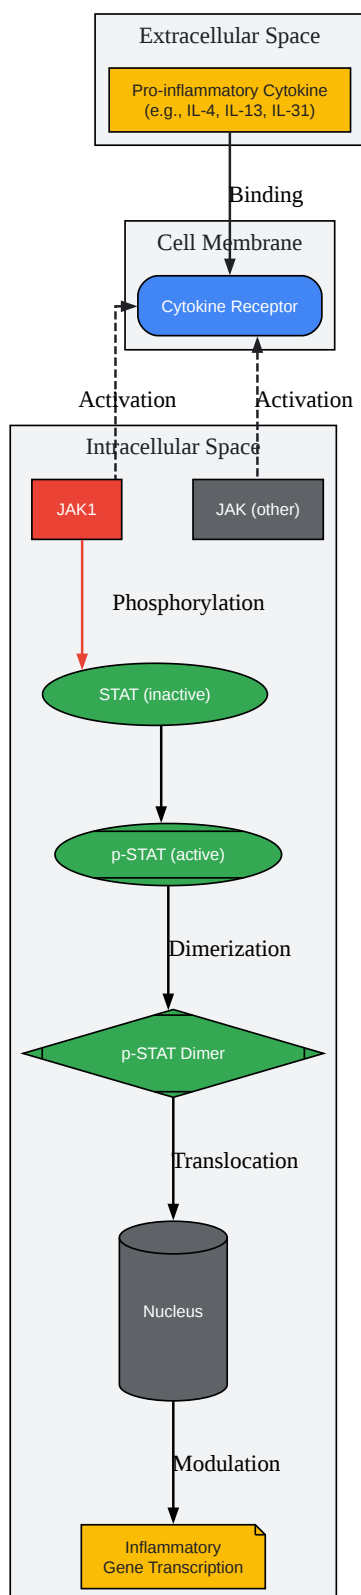 Extracellular Space
Pro-inflammatory Cytokine
(e.g., IL-4, IL-13, IL-31)
Binding
Cell Membrane
Cytokine Receptor
Activation
Activation
Intracellular Space
JAK1
JAK (other)
Phosphorylation
STAT (inactive)
p-STAT (active)
Dimerization
p-STAT Dimer
Translocation
Nucleus
Modulation
Inflammatory
Gene Transcription